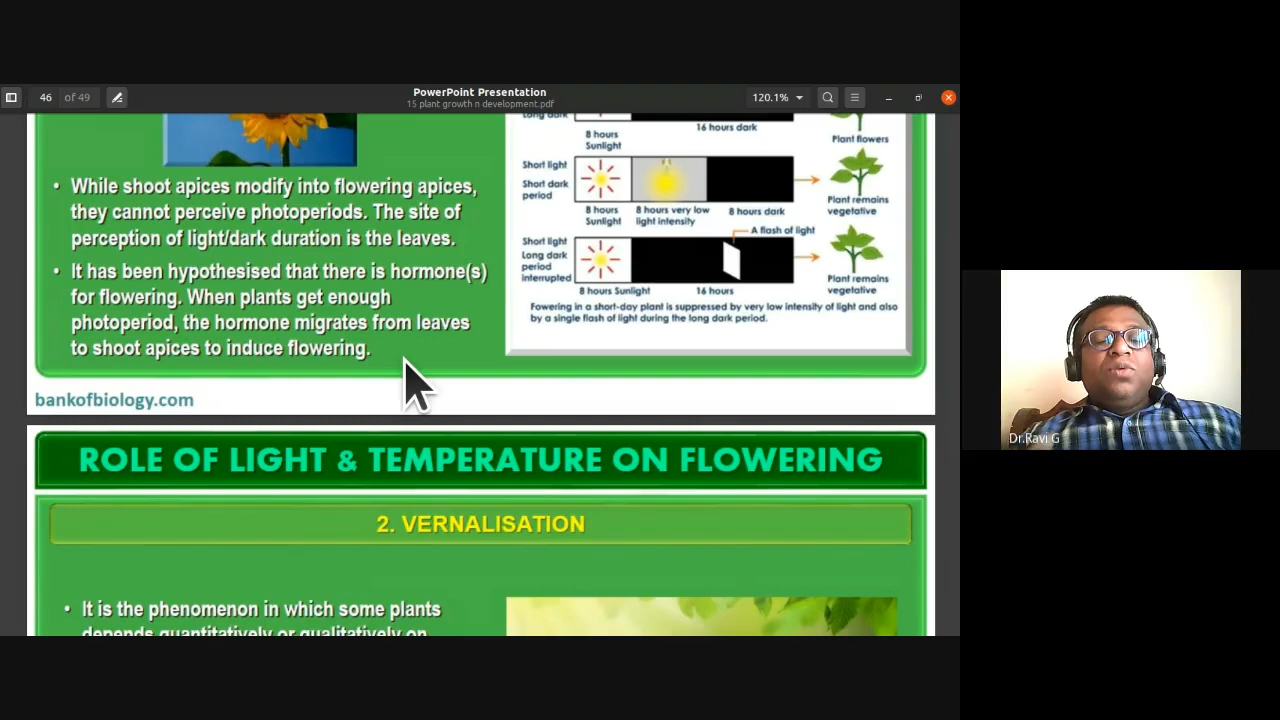 46 of 49
PowerPoint Presentation
15 plant growth n development.pdf
120.1%
• While shoot apices modify into flowering apices,
they cannot perceive photoperiods. The site of
perception of light/dark duration is the leaves.
• It has been hypothesised that there is hormone(s)
for flowering. When plants get enough
photoperiod, the hormone migrates from leaves
to shoot apices to induce flowering.
8 hours
Sunlight
16 hours dark
Plant flowers
Short light
Short dark
period
8 hours
Sunlight
8 hours very low
light intensity
8 hours dark
Plant remains
vegetative
A flash of light
Short light
Long dark
period
interrupted
8 hours Sunlight
16 hours
Plant remains
vegetative
Fowering in a short-day plant is suppressed by very low intensity of light and also
by a single flash of light during the long dark period.
bankofbiology.com
ROLE OF LIGHT & TEMPERATURE ON FLOWERING
2. VERNALISATION
• It is the phenomenon in which some plants
depends quantitatively or qualitatively on
Dr.Ravi G